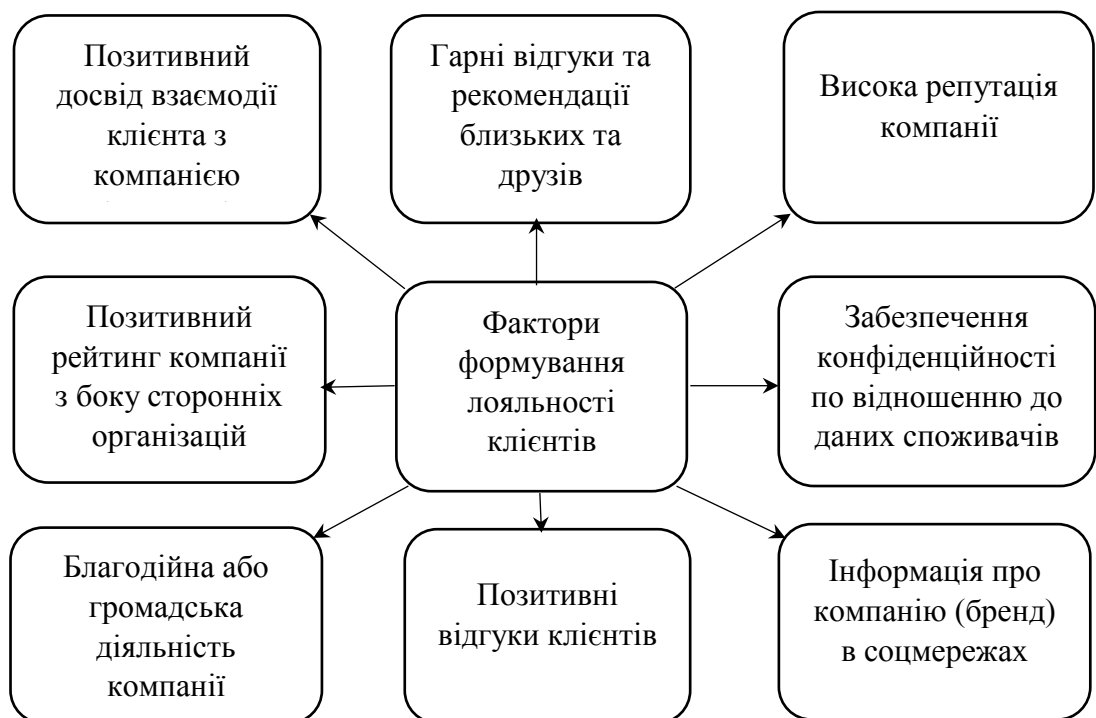 Позитивний
досвід взаємодії
клієнта з
компанією
Гарні відгуки та
рекомендації
близьких та
друзів
Висока репутація
компанії
Позитивний
рейтинг компанії
з боку сторонніх
організацій
Фактори
формування
лояльності
клієнтів
Забезпечення
конфіденційності
по відношенню до
даних споживачів
Благодійна або
громадська
діяльність
компанії
Позитивні
відгуки клієнтів
Інформація про
компанію (бренд)
в соцмережах